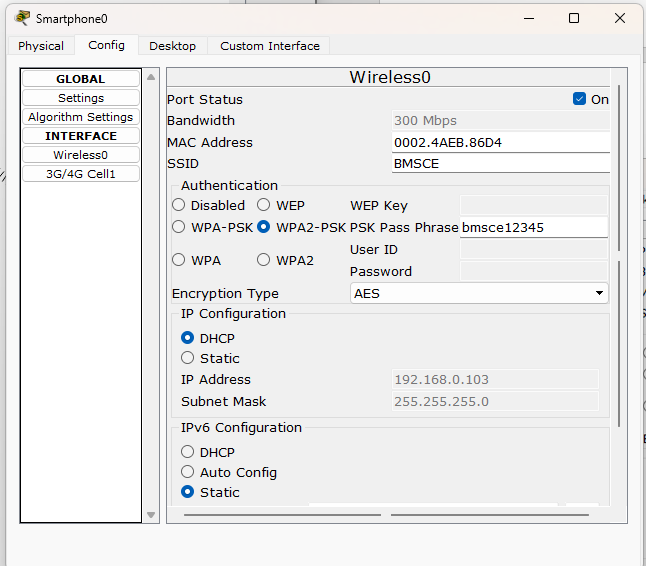 Smartphone0
Physical Config Desktop Custom Interface
GLOBAL
Settings
Algorithm Settings
INTERFACE
Wireless0
3G/4G Cell1
Wireless0
Port Status On
Bandwidth 300 Mbps
MAC Address 0002.4AEB.86D4
SSID BMSCE
Authentication
Disabled WEP WEP Key
WPA-PSK WPA2-PSK PSK Pass Phrase bmsce12345
User ID
WPA WPA2
Password
Encryption Type AES
IP Configuration
DHCP
Static
IP Address 192.168.0.103
Subnet Mask 255.255.255.0
IPv6 Configuration
DHCP
Auto Config
Static